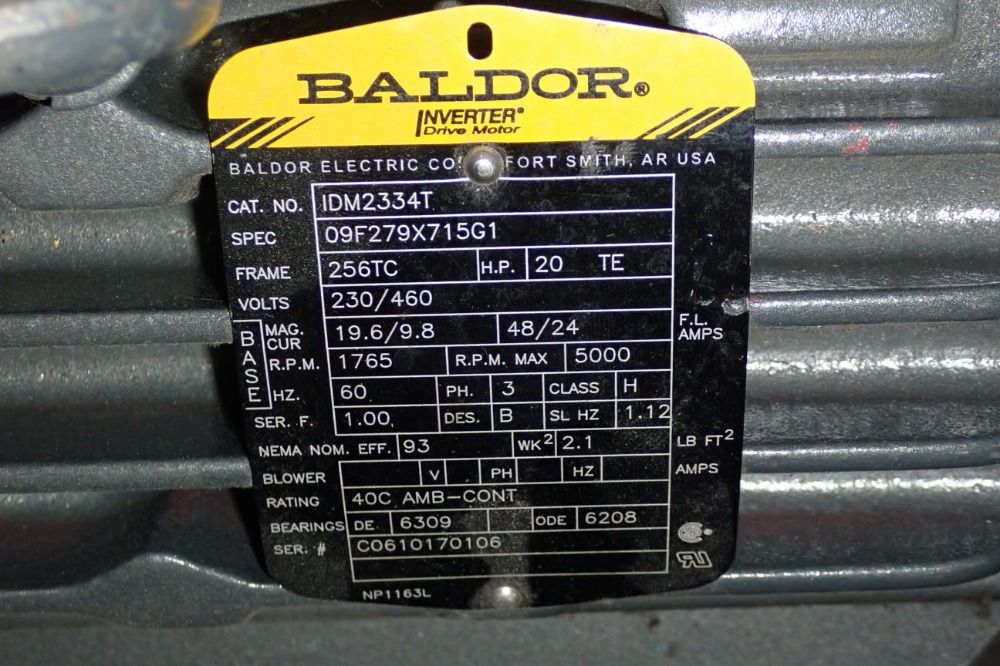 BALDOR®
INVERTER®
Drive Motor
BALDOR ELECTRIC CO FORT SMITH, AR USA
CAT. NO. IDM2334T
SPEC 09F279X715G1
FRAME 256TC H.P. 20 TE
VOLTS 230/460
BASE
MAG. CUR 19.6/9.8 48/24 F.L. AMPS
R.P.M. 1765 R.P.M. MAX 5000
HZ. 60 PH. 3 CLASS H
SER. F. 1.00 DES. B SL HZ 1.12
NEMA NOM. EFF. 93 WK² 2.1 LB FT²
BLOWER V PH HZ AMPS
RATING 40C AMB-CONT
BEARINGS DE. 6309 ODE 6208
SER. # C0610170106
NP1163L